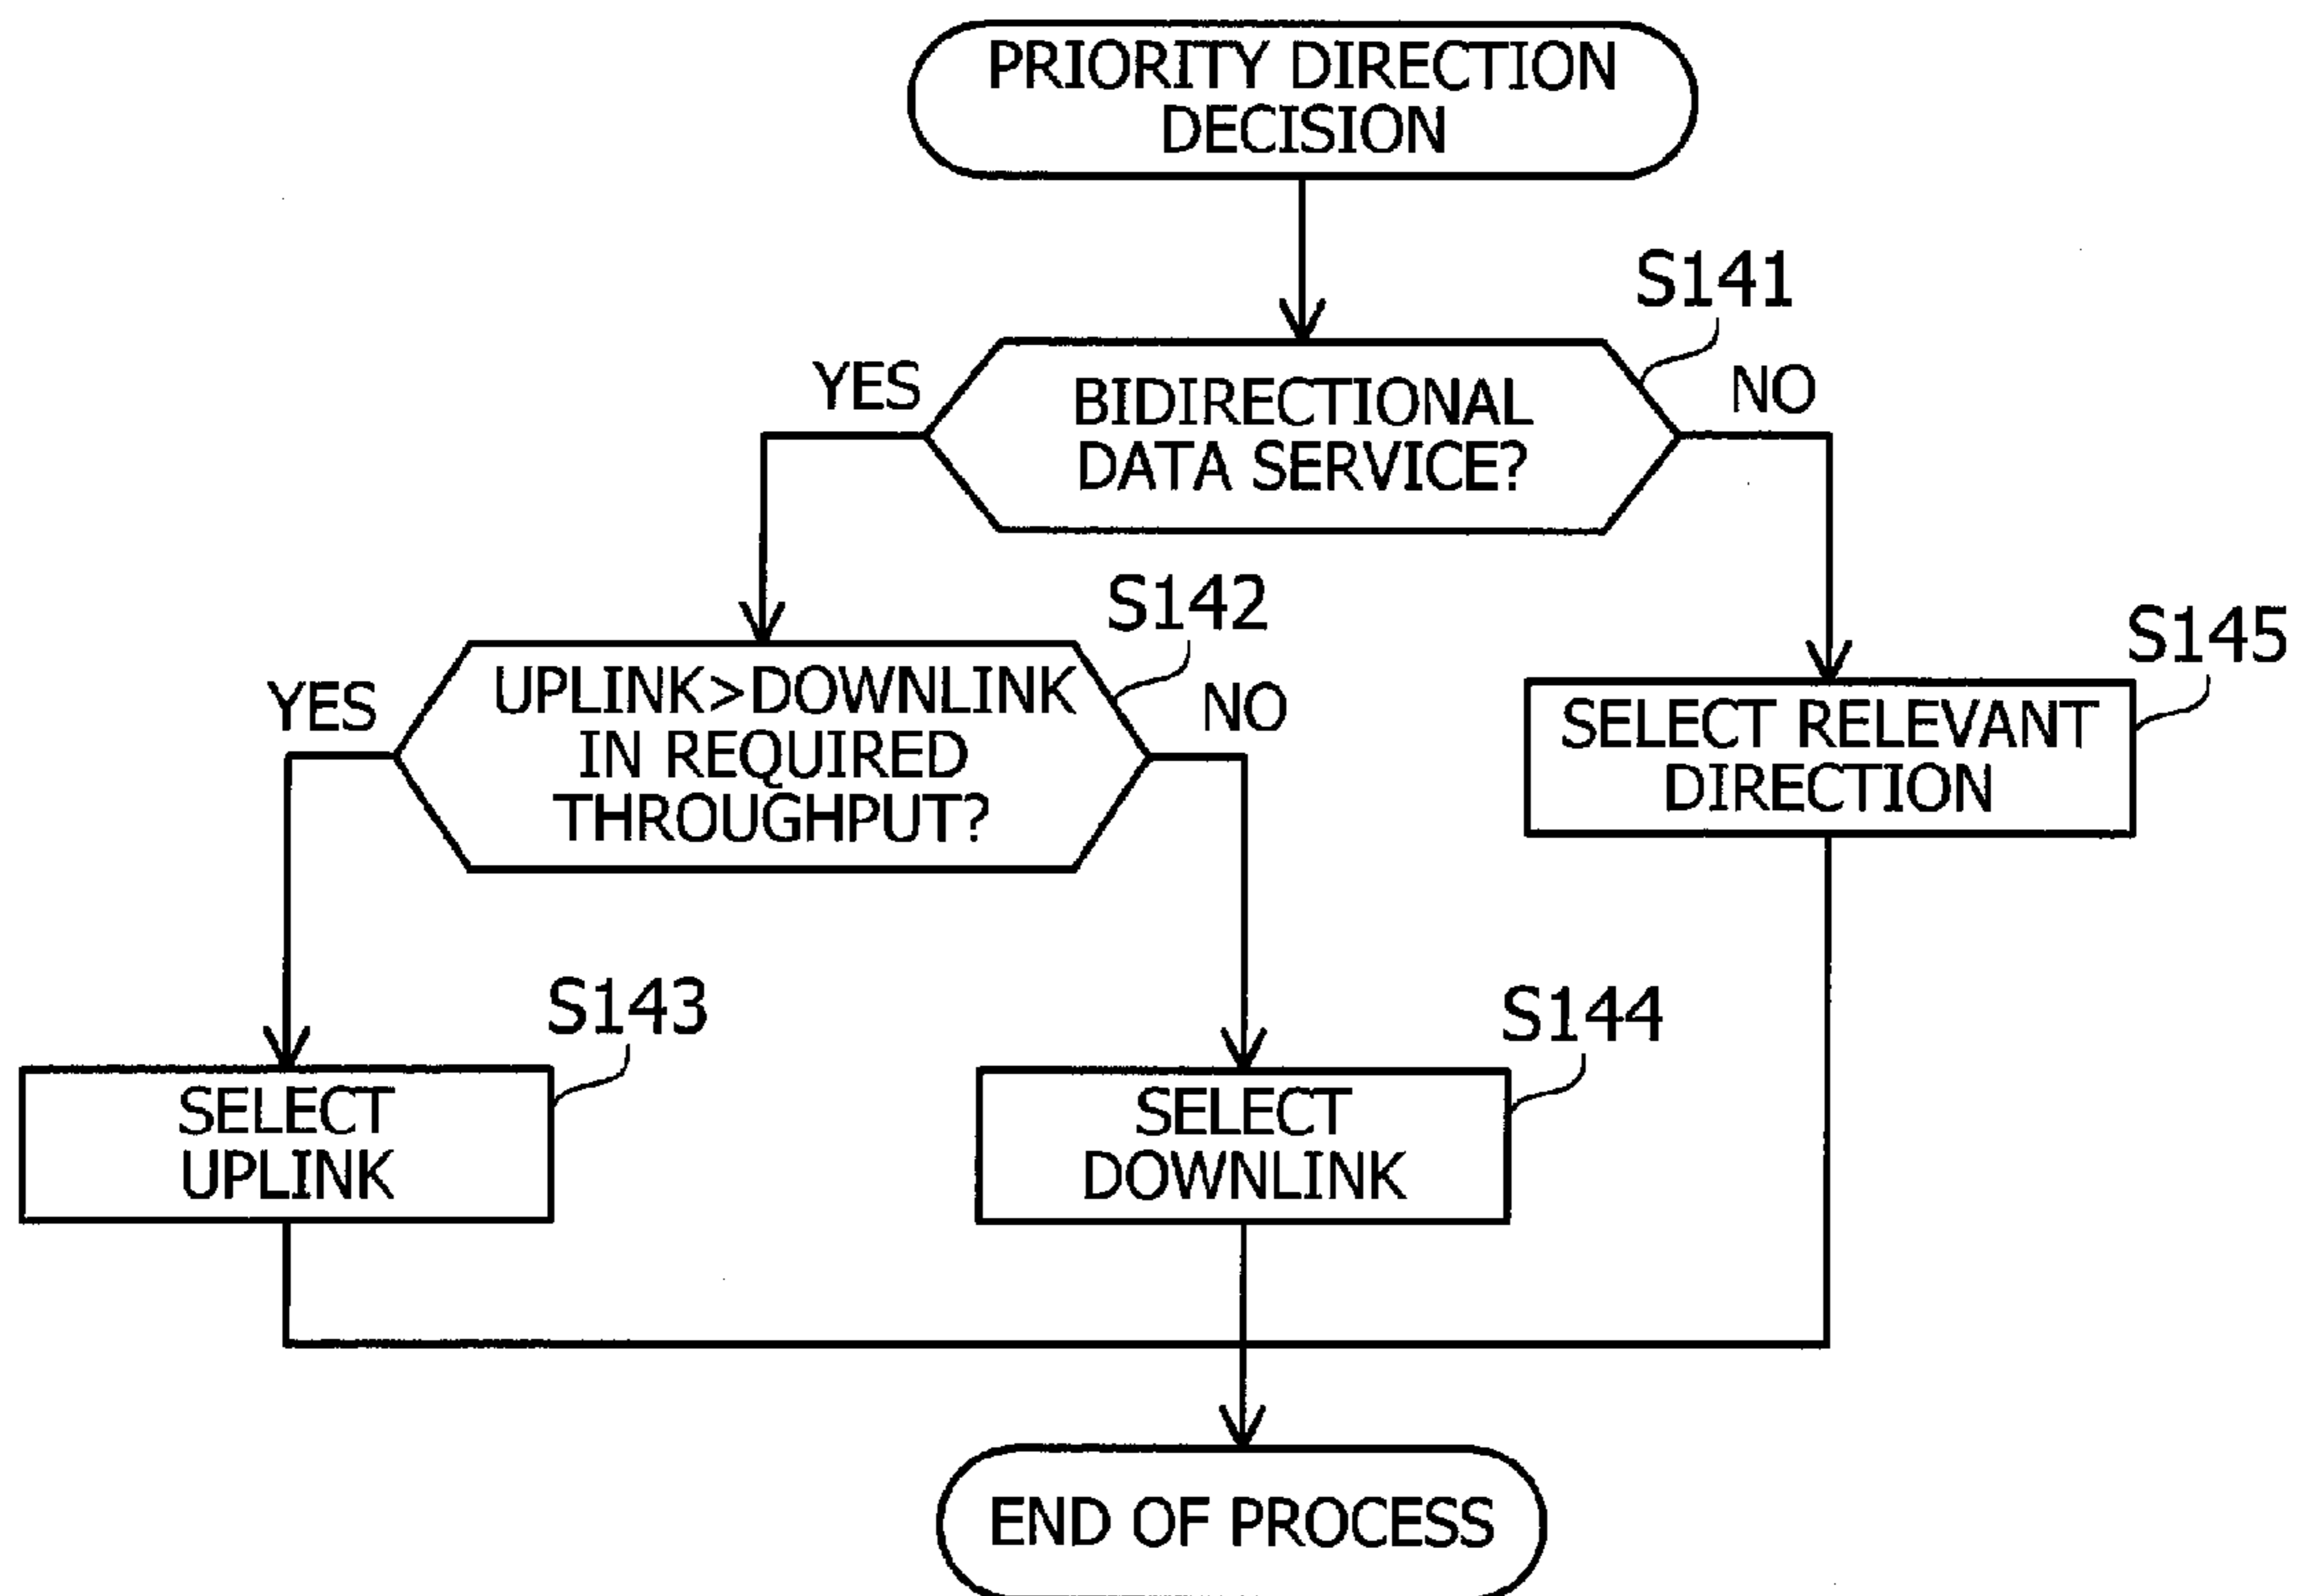 PRIORITY DIRECTION
DECISION
S141
YES
BIDIRECTIONAL
DATA SERVICE?
NO
S142
YES
UPLINK>DOWNLINK
IN REQUIRED
THROUGHPUT?
NO
S145
SELECT RELEVANT
DIRECTION
S143
SELECT
UPLINK
S144
SELECT
DOWNLINK
END OF PROCESS